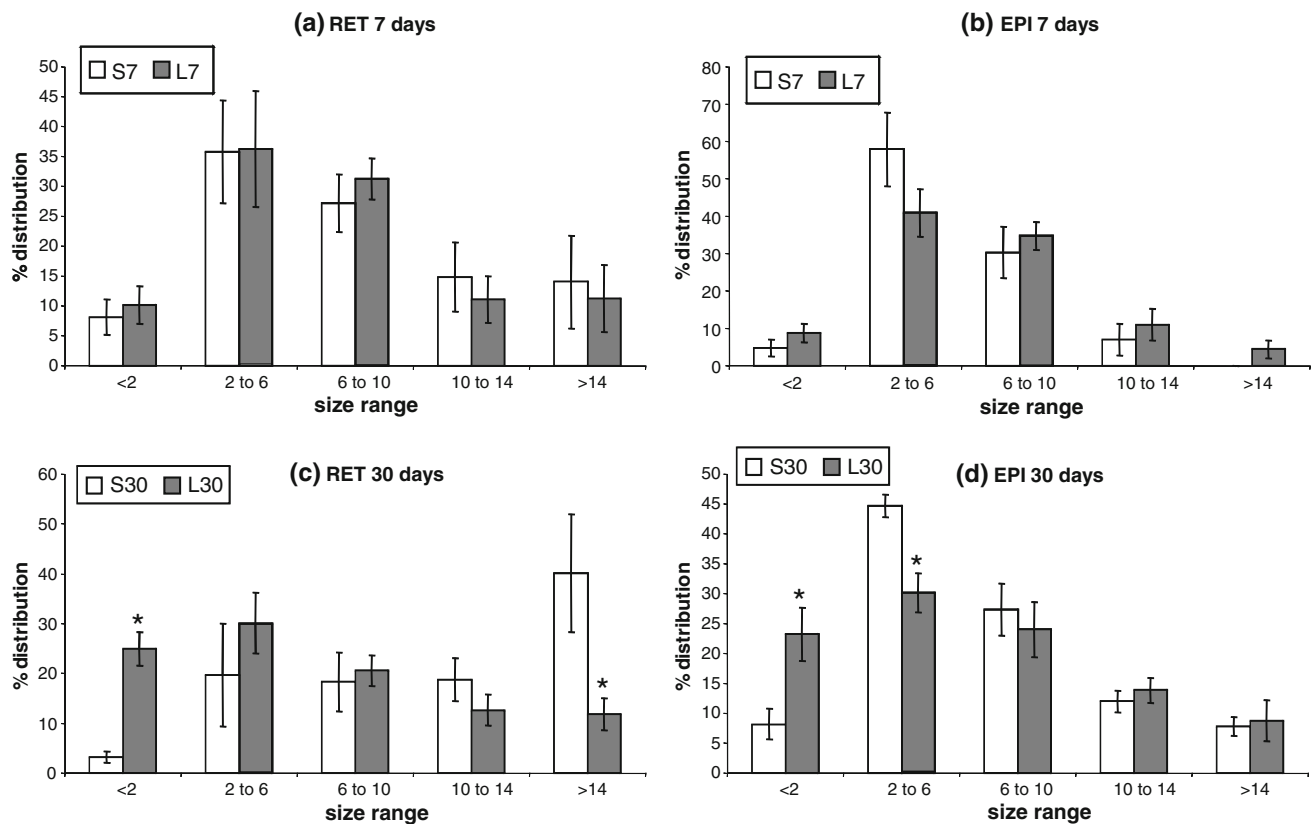 (a) RET 7 days
S7 L7
% distribution
50
45
40
35
30
25
20
15
10
5
0
<2 2 to 6 6 to 10 10 to 14 >14
size range
(b) EPI 7 days
S7 L7
% distribution
80
70
60
50
40
30
20
10
0
<2 2 to 6 6 to 10 10 to 14 >14
size range
(c) RET 30 days
S30 L30
% distribution
60
50
40
30
20
10
0
* *
<2 2 to 6 6 to 10 10 to 14 >14
size range
(d) EPI 30 days
S30 L30
% distribution
50
45
40
35
30
25
20
15
10
5
0
* *
<2 2 to 6 6 to 10 10 to 14 >14
size range